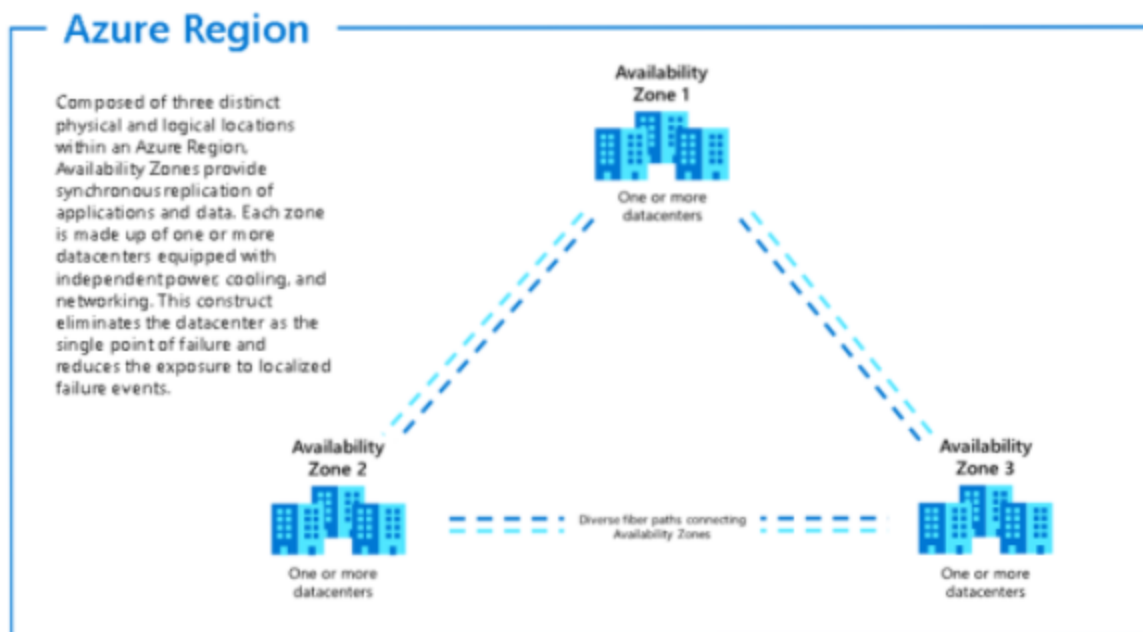 Azure Region
Composed of three distinct
physical and logical locations
within an Azure Region,
Availability Zones provide
synchronous replication of
applications and data. Each zone
is made up of one or more
datacenters equipped with
independent power, cooling, and
networking. This construct
eliminates the datacenter as the
single point of failure and
reduces the exposure to localized
failure events.
Availability
Zone 1
One or more
datacenters
Availability
Zone 2
One or more
datacenters
Diverse fiber paths connecting
Availability Zones
Availability
Zone 3
One or more
datacenters